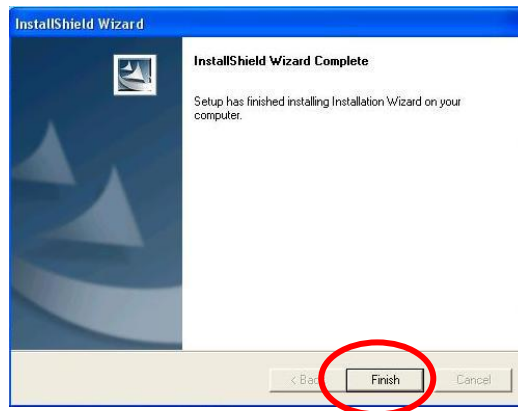 InstallShield Wizard
InstallShield Wizard Complete
Setup has finished installing Installation Wizard on your
computer.
< Finish Cancel